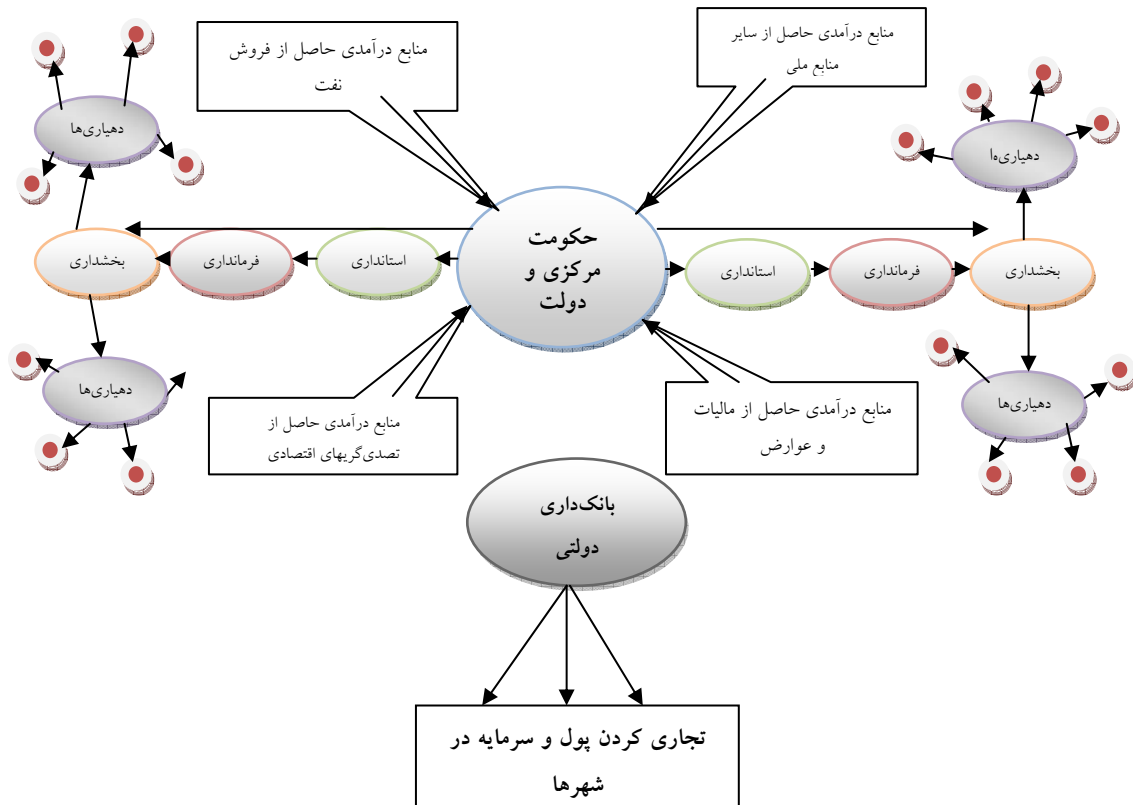 منابع درآمدی حاصل از فروش
نفت
منابع درآمدی حاصل از سایر
منابع ملی
دهیاری‌ها
دهیاری‌ه‍ا
حکومت
مرکزی و
دولت
استانداری
فرمانداری
بخشداری
استانداری
فرمانداری
بخشداری
دهیاری‌ها
دهیاری‌ها
منابع درآمدی حاصل از مالیات
و عوارض
منابع درآمدی حاصل از
تصدی‌گریهای اقتصادی
بانک‌داری
دولتی
تجاری کردن پول و سرمایه در
شهرها